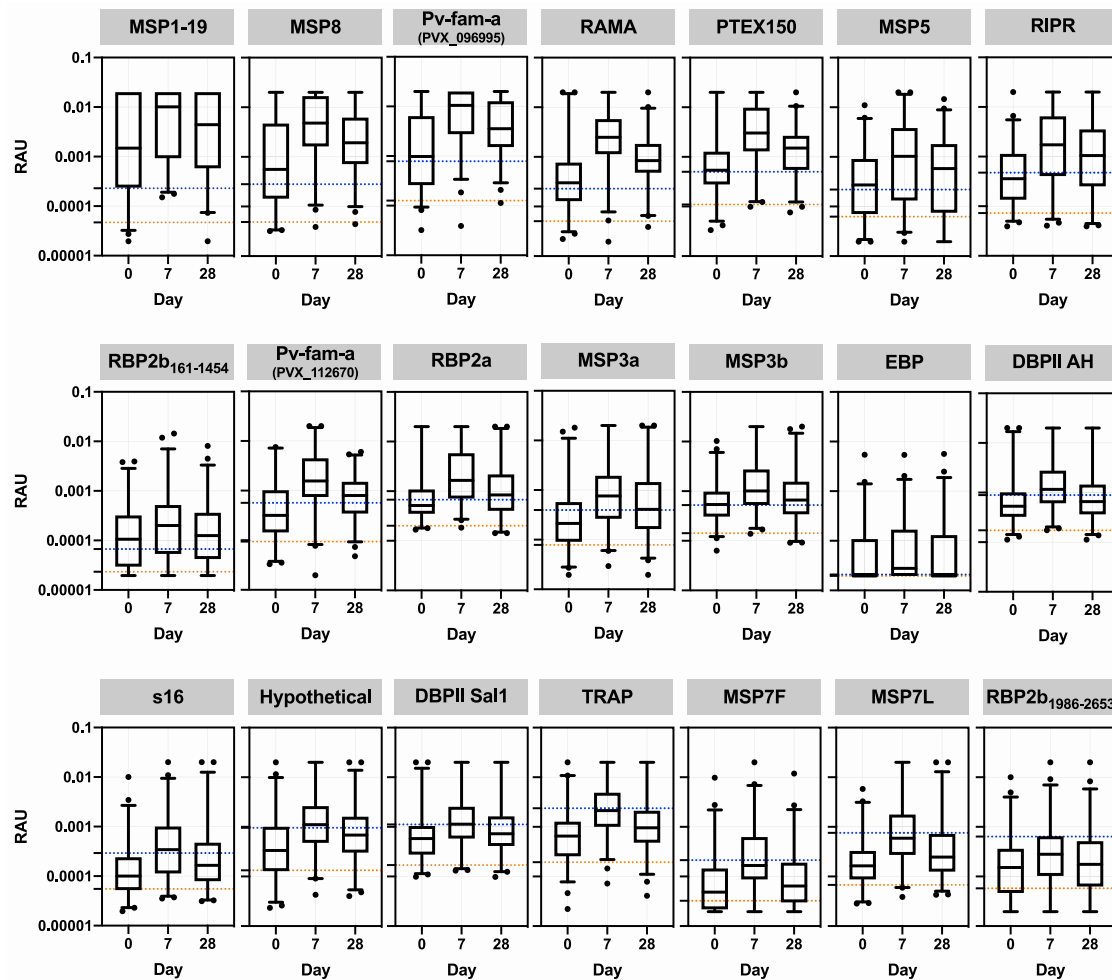 MSP1-19 MSP8 Pv-fam-a (PVX_096995) RAMA PTEX150 MSP5 RIPR
0.1
0.01
RAU
0.001
0.0001
0.00001
0 7 28 0 7 28 0 7 28 0 7 28 0 7 28 0 7 28 0 7 28
Day Day Day Day Day Day Day
RBP2b161-1454 Pv-fam-a (PVX_112670) RBP2a MSP3a MSP3b EBP DBPII AH
0.1
0.01
RAU
0.001
0.0001
0.00001
0 7 28 0 7 28 0 7 28 0 7 28 0 7 28 0 7 28 0 7 28
Day Day Day Day Day Day Day
s16 Hypothetical DBPII Sal1 TRAP MSP7F MSP7L RBP2b1986-2653
0.1
0.01
RAU
0.001
0.0001
0.00001
0 7 28 0 7 28 0 7 28 0 7 28 0 7 28 0 7 28 0 7 28
Day Day Day Day Day Day Day